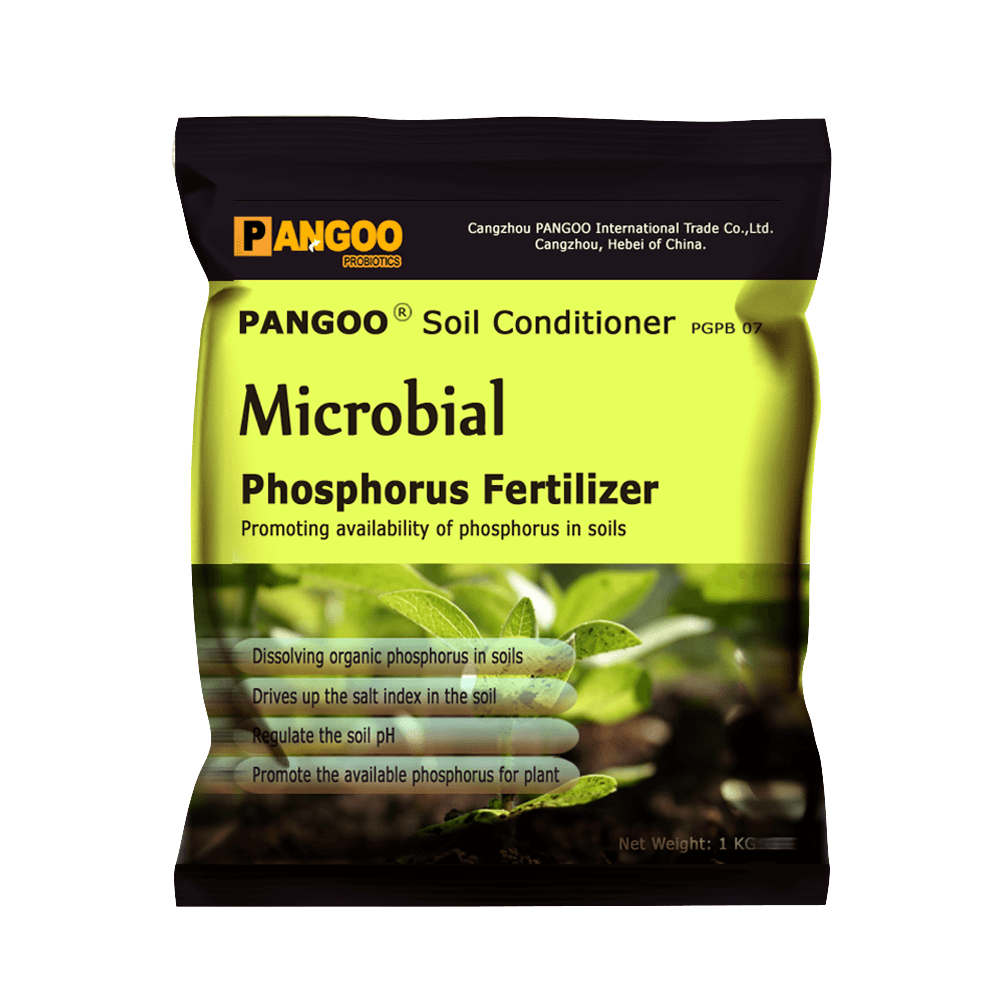 PANGOO
PROBIOTICS
Cangzhou PANGOO International Trade Co.,Ltd.
Cangzhou, Hebei of China.
PANGOO® Soil Conditioner PGPB 07
Microbial
Phosphorus Fertilizer
Promoting availability of phosphorus in soils
Dissolving organic phosphorus in soils
Drives up the salt index in the soil
Regulate the soil pH
Promote the available phosphorus for plant
Net Weight: 1 KG